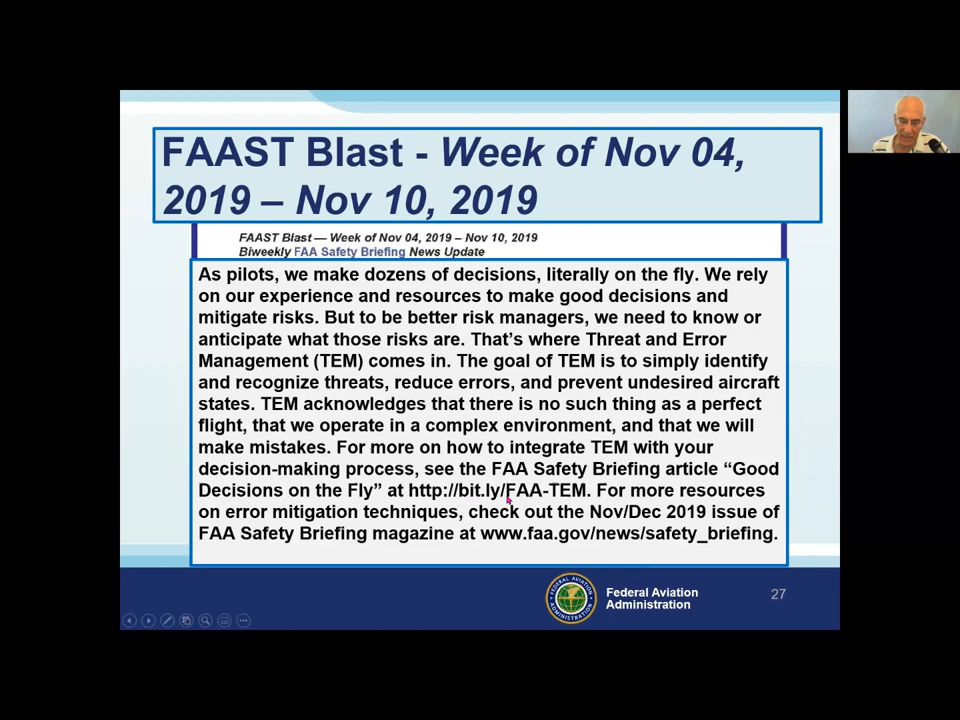 FAAST Blast - Week of Nov 04,
2019 – Nov 10, 2019
FAAST Blast — Week of Nov 04, 2019 – Nov 10, 2019
Biweekly FAA Safety Briefing News Update
As pilots, we make dozens of decisions, literally on the fly. We rely
on our experience and resources to make good decisions and
mitigate risks. But to be better risk managers, we need to know or
anticipate what those risks are. That’s where Threat and Error
Management (TEM) comes in. The goal of TEM is to simply identify
and recognize threats, reduce errors, and prevent undesired aircraft
states. TEM acknowledges that there is no such thing as a perfect
flight, that we operate in a complex environment, and that we will
make mistakes. For more on how to integrate TEM with your
decision-making process, see the FAA Safety Briefing article “Good
Decisions on the Fly” at http://bit.ly/FAA-TEM. For more resources
on error mitigation techniques, check out the Nov/Dec 2019 issue of
FAA Safety Briefing magazine at www.faa.gov/news/safety_briefing.
Federal Aviation
Administration
27
FEDERAL AVIATION
ADMINISTRATION